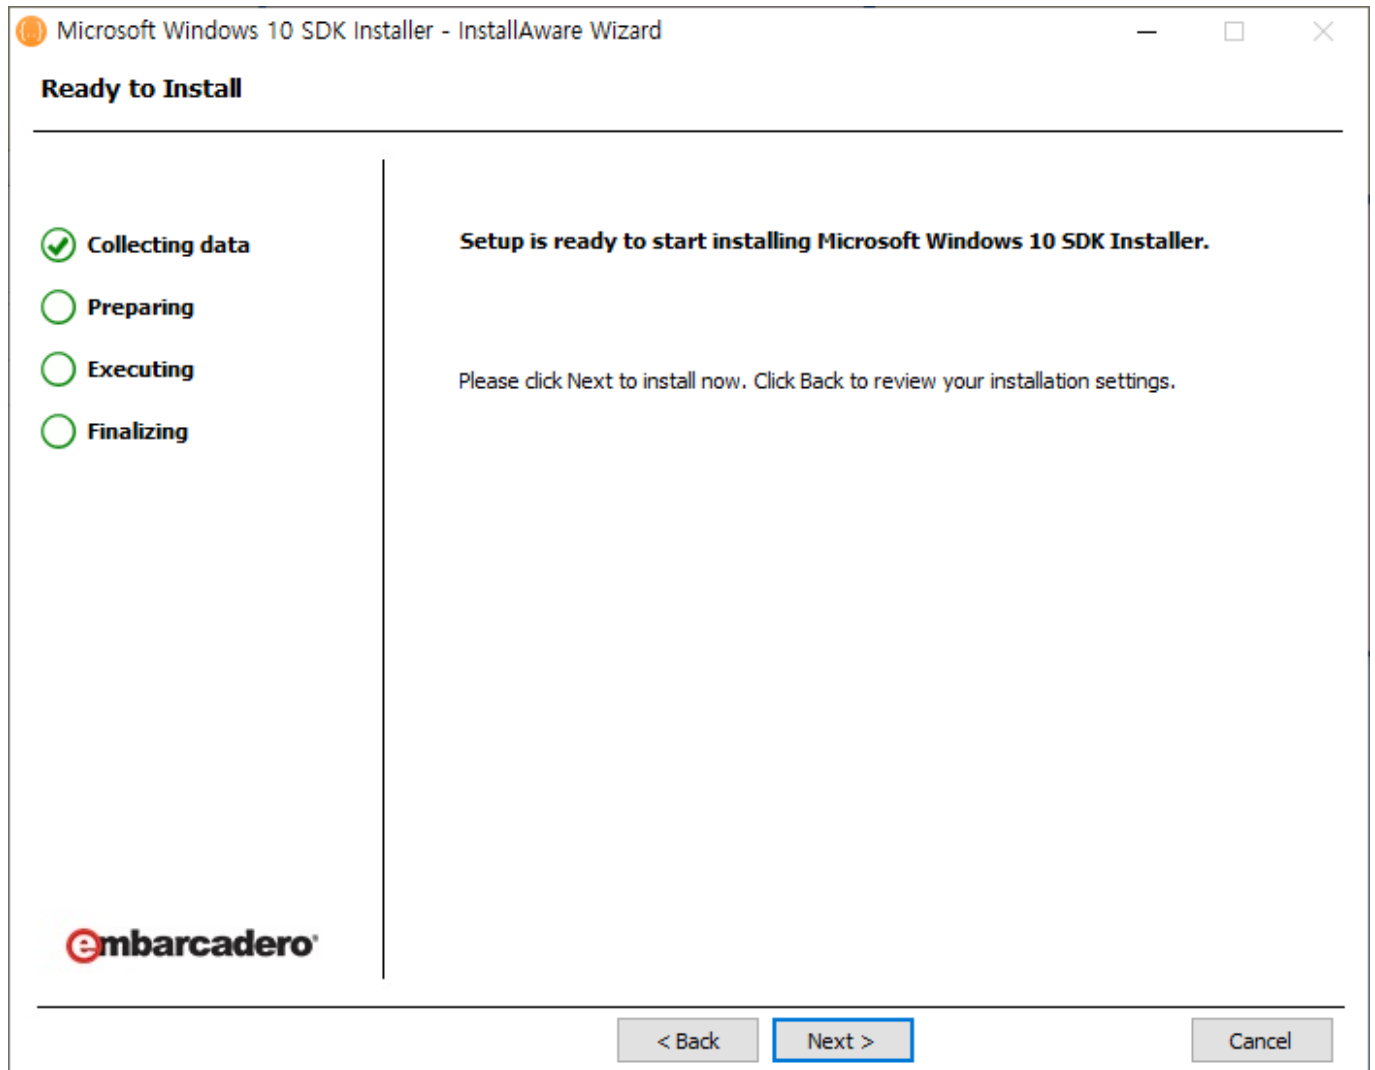 Microsoft Windows 10 SDK Installer - InstallAware Wizard
Ready to Install
Collecting data
Preparing
Executing
Finalizing
Setup is ready to start installing Microsoft Windows 10 SDK Installer.
Please click Next to install now. Click Back to review your installation settings.
embarcadero
< Back
Next >
Cancel